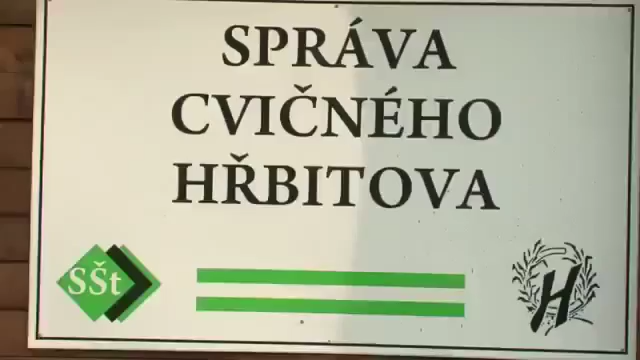 SPRÁVA
CVIČNÉHO
HŘBITOVA
SŠt
H